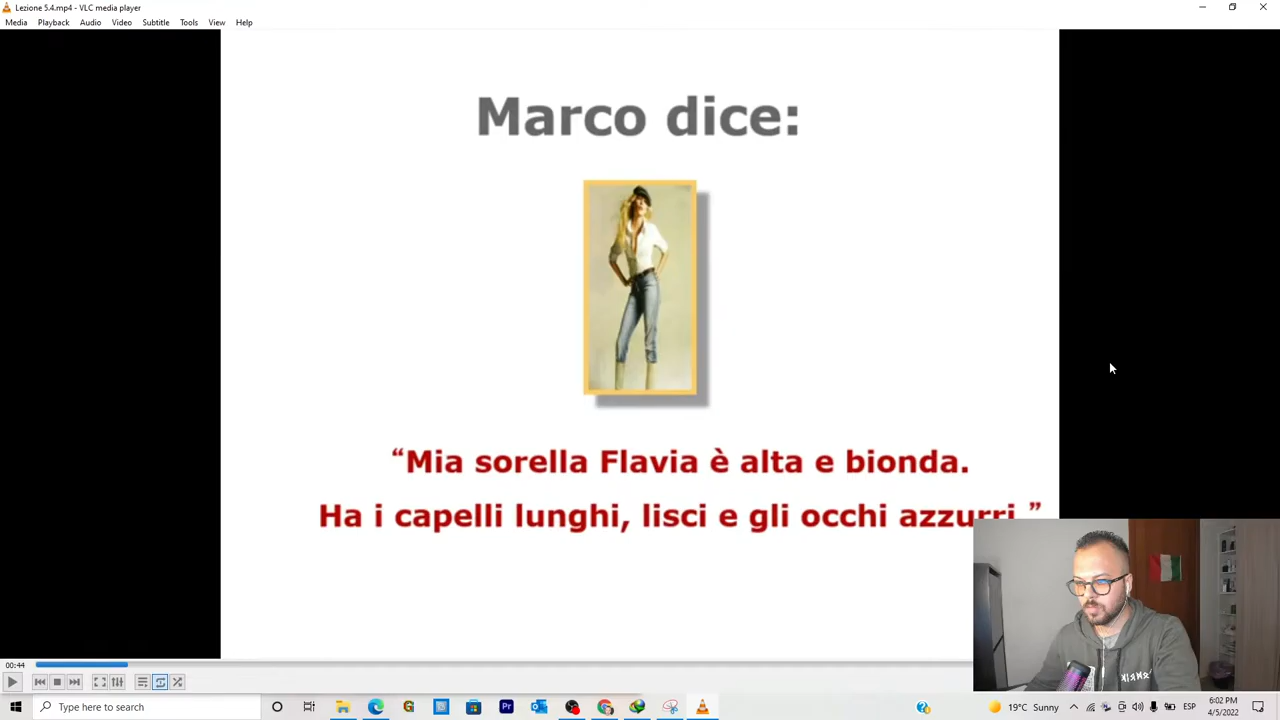 Lezione 5.4.mp4 - VLC media player
Media Playback Audio Video Subtitle Tools View Help
Marco dice:
“Mia sorella Flavia è alta e bionda.
Ha i capelli lunghi, lisci e gli occhi azzurri.”
00:44
Type here to search
Pr
19°C Sunny
ESP
6:02 PM
4/5/2022